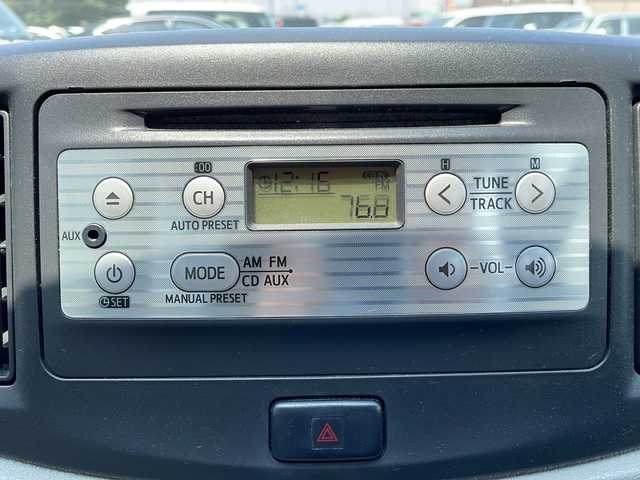 :00
H
M
CH
12:16
FM
76.8
TUNE
TRACK
AUTO PRESET
AUX
MODE
AM FM
CD AUX
VOL
SET
MANUAL PRESET